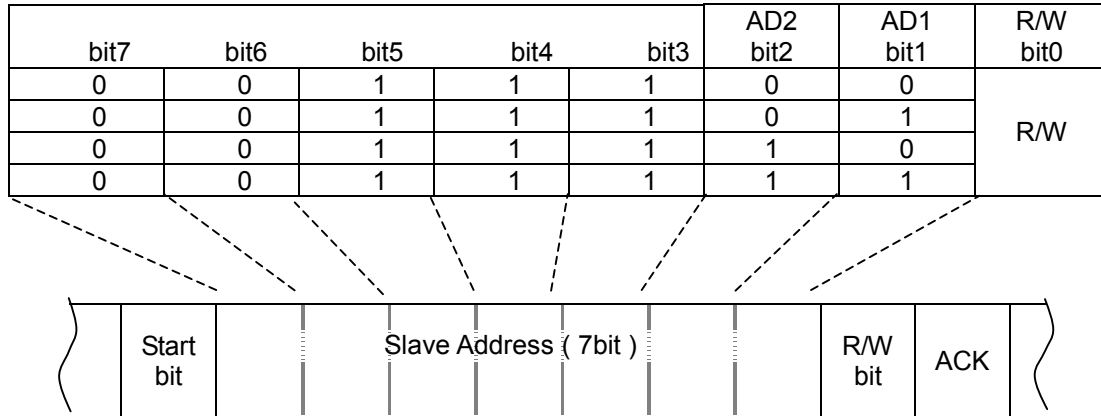 AD2 AD1 R/W
bit7 bit6 bit5 bit4 bit3 bit2 bit1 bit0
0 0 1 1 1 0 0
0 0 1 1 1 0 1
R/W
0 0 1 1 1 1 0
0 0 1 1 1 1 1
Start bit Slave Address ( 7bit ) R/W bit ACK